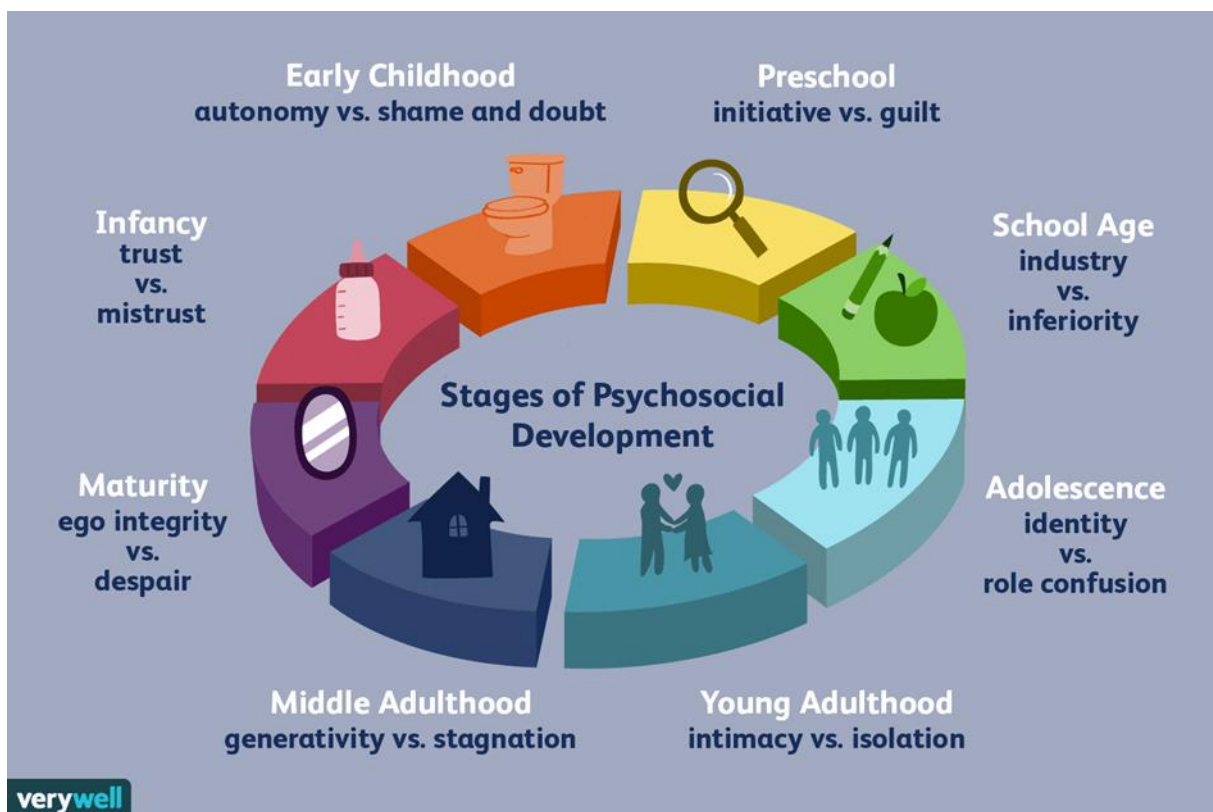 Early Childhood
autonomy vs. shame and doubt
Preschool
initiative vs. guilt
Infancy
trust
vs.
mistrust
School Age
industry
vs.
inferiority
Stages of Psychosocial
Development
Maturity
ego integrity
vs.
despair
Adolescence
identity
vs.
role confusion
Middle Adulthood
generativity vs. stagnation
Young Adulthood
intimacy vs. isolation
verywell